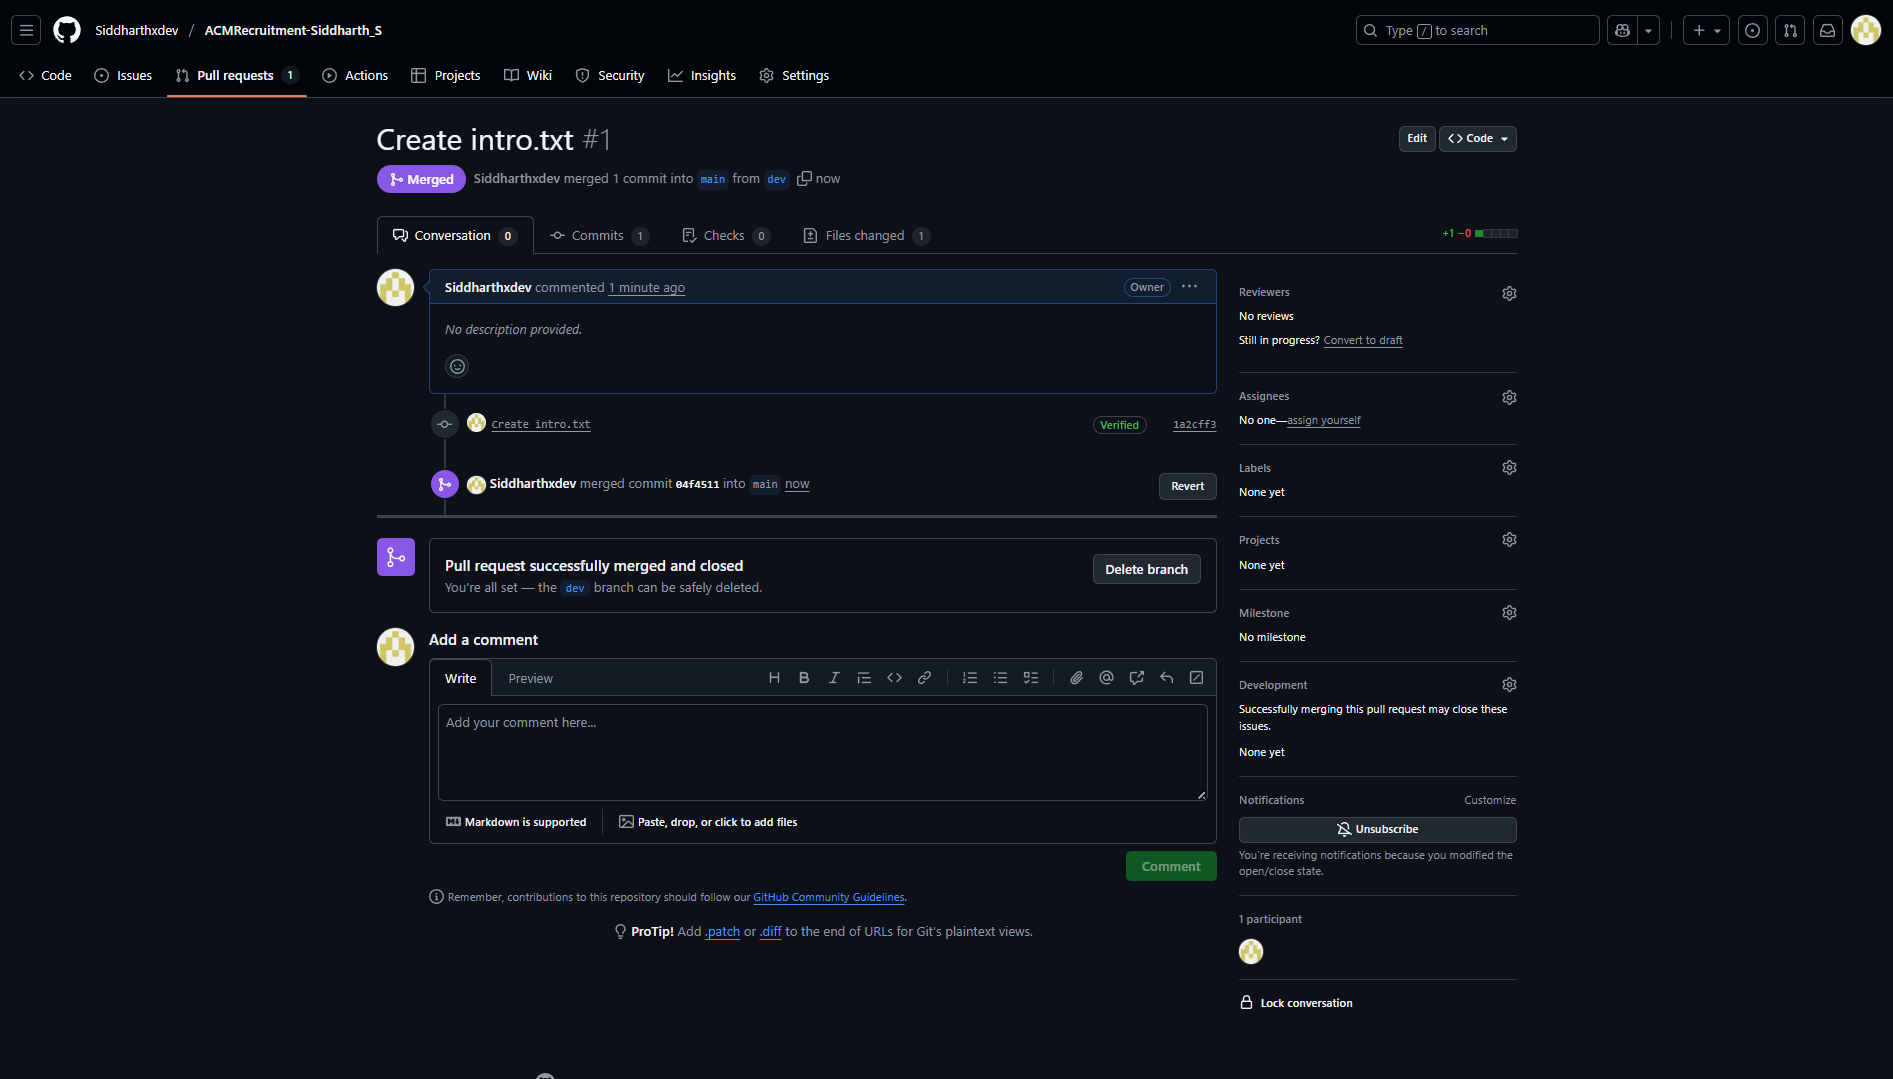 Siddharthxdev / ACMRecruitment-Siddharth_S
Type / to search
Code
Issues
Pull requests 1
Actions
Projects
Wiki
Security
Insights
Settings
Create intro.txt #1
Edit
Code
Merged
Siddharthxdev merged 1 commit into main from dev now
Conversation 0
Commits 1
Checks 0
Files changed 1
+1 −0
Siddharthxdev commented 1 minute ago
Owner
No description provided.
Create intro.txt
Verified
1a2cff3
Siddharthxdev merged commit 04f4511 into main now
Revert
Pull request successfully merged and closed
You're all set — the dev branch can be safely deleted.
Delete branch
Add a comment
Write
Preview
Add your comment here...
Markdown is supported
Paste, drop, or click to add files
Comment
Remember, contributions to this repository should follow our GitHub Community Guidelines.
ProTip! Add .patch or .diff to the end of URLs for Git's plaintext views.
Reviewers
No reviews
Still in progress? Convert to draft
Assignees
No one—assign yourself
Labels
None yet
Projects
None yet
Milestone
No milestone
Development
Successfully merging this pull request may close these
issues.
None yet
Notifications
Customize
Unsubscribe
You're receiving notifications because you modified the
open/close state.
1 participant
Lock conversation